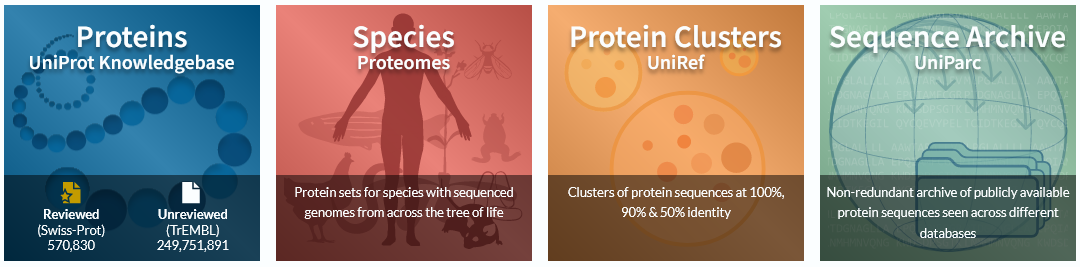 Proteins
UniProt Knowledgebase
Reviewed
(Swiss-Prot)
570,830
Unreviewed
(TrEMBL)
249,751,891
Species
Proteomes
Protein sets for species with sequenced
genomes from across the tree of life
Protein Clusters
UniRef
Clusters of protein sequences at 100%,
90% & 50% identity
Sequence Archive
UniParc
Non-redundant archive of publicly available
protein sequences seen across different
databases